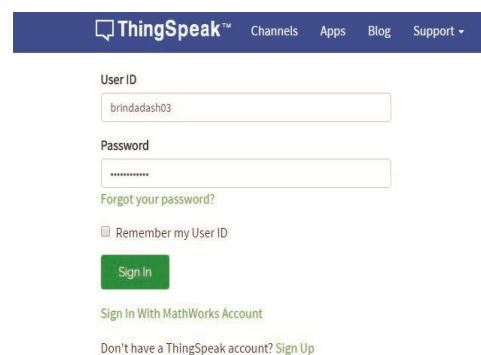 ThingSpeak™ Channels Apps Blog Support
User ID
brindadash03
Password
••••••••••••
Forgot your password?
Remember my User ID
Sign In
Sign In With MathWorks Account
Don't have a ThingSpeak account? Sign Up